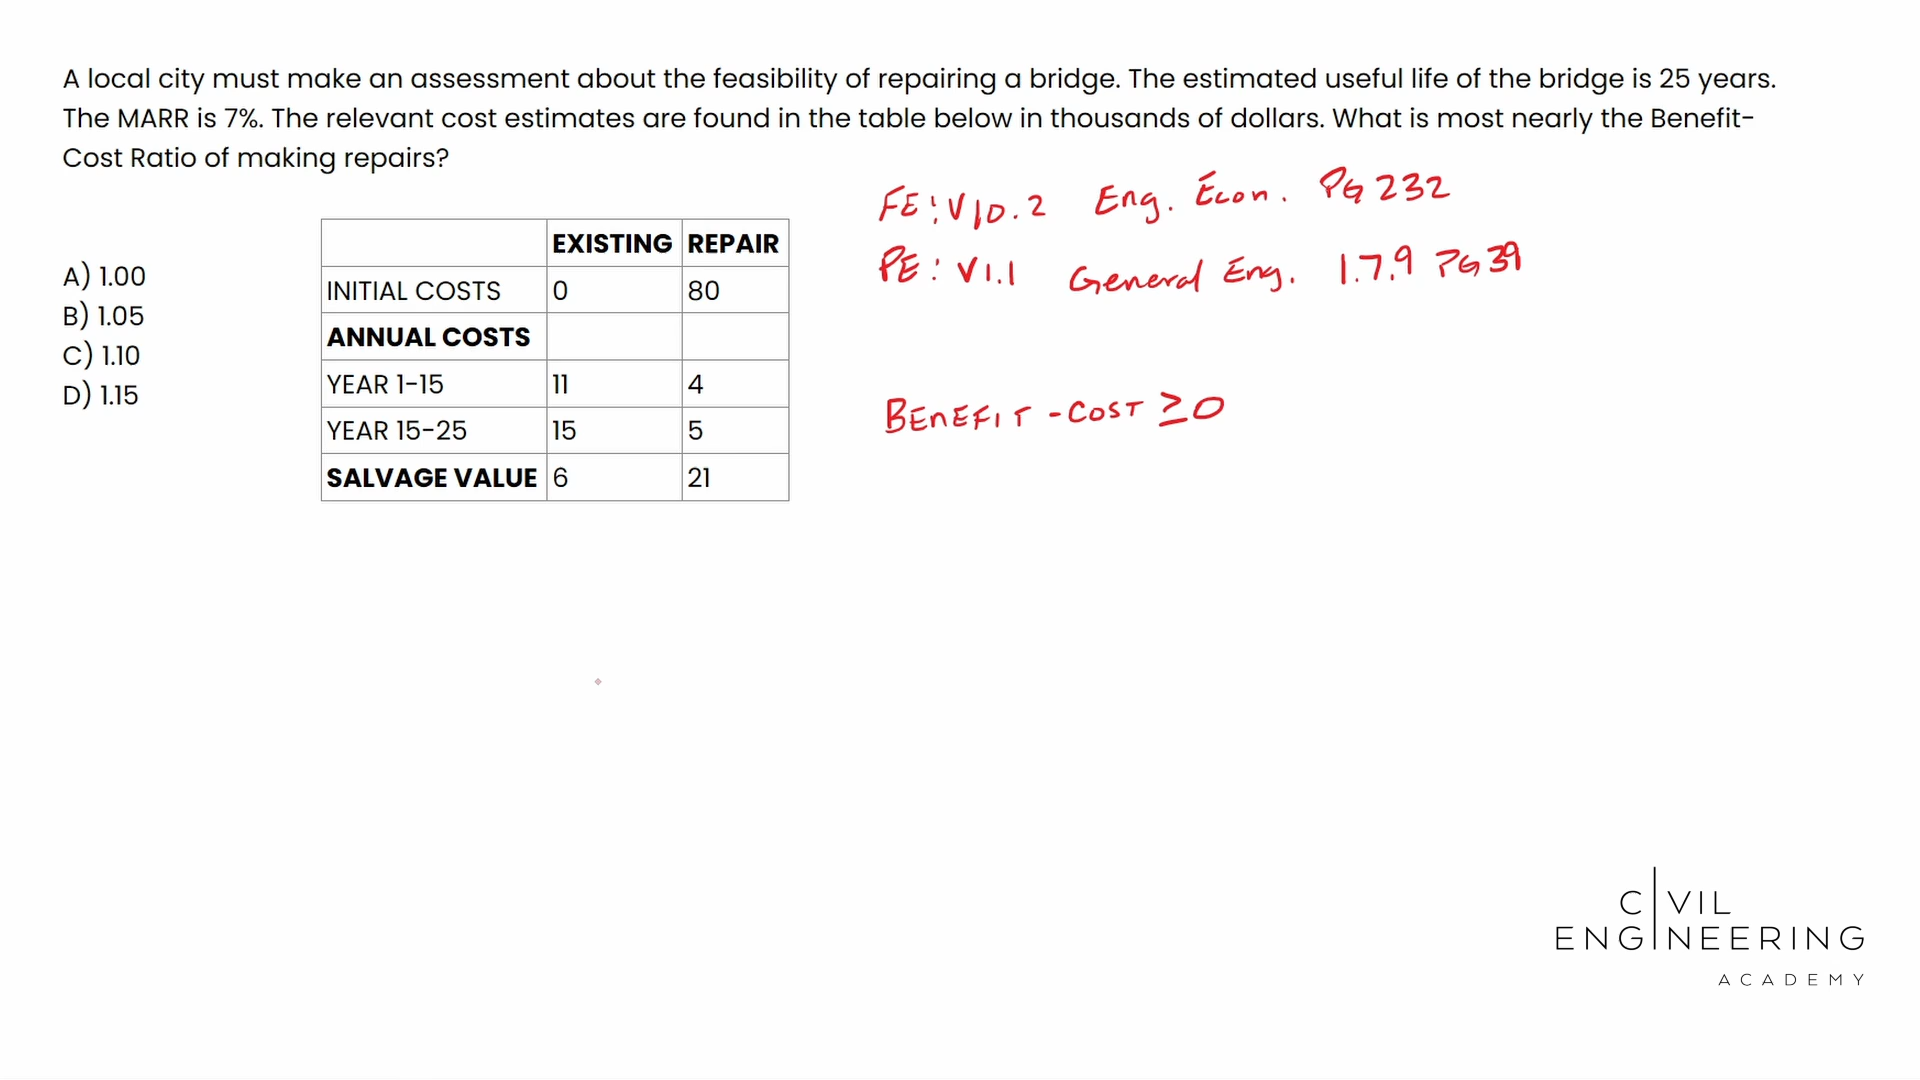 A local city must make an assessment about the feasibility of repairing a bridge. The estimated useful life of the bridge is 25 years.
The MARR is 7%. The relevant cost estimates are found in the table below in thousands of dollars. What is most nearly the Benefit-
Cost Ratio of making repairs?
FE: V10.2 Eng. Econ. PG 232
PE: V1.1 General Eng. 1.7.9 PG 39
A) 1.00
B) 1.05
C) 1.10
D) 1.15
EXISTING REPAIR
INITIAL COSTS 0 80
ANNUAL COSTS
YEAR 1-15 11 4
YEAR 15-25 15 5
SALVAGE VALUE 6 21
BENEFIT - COST ≥ 0
CIVIL
ENGINEERING
ACADEMY